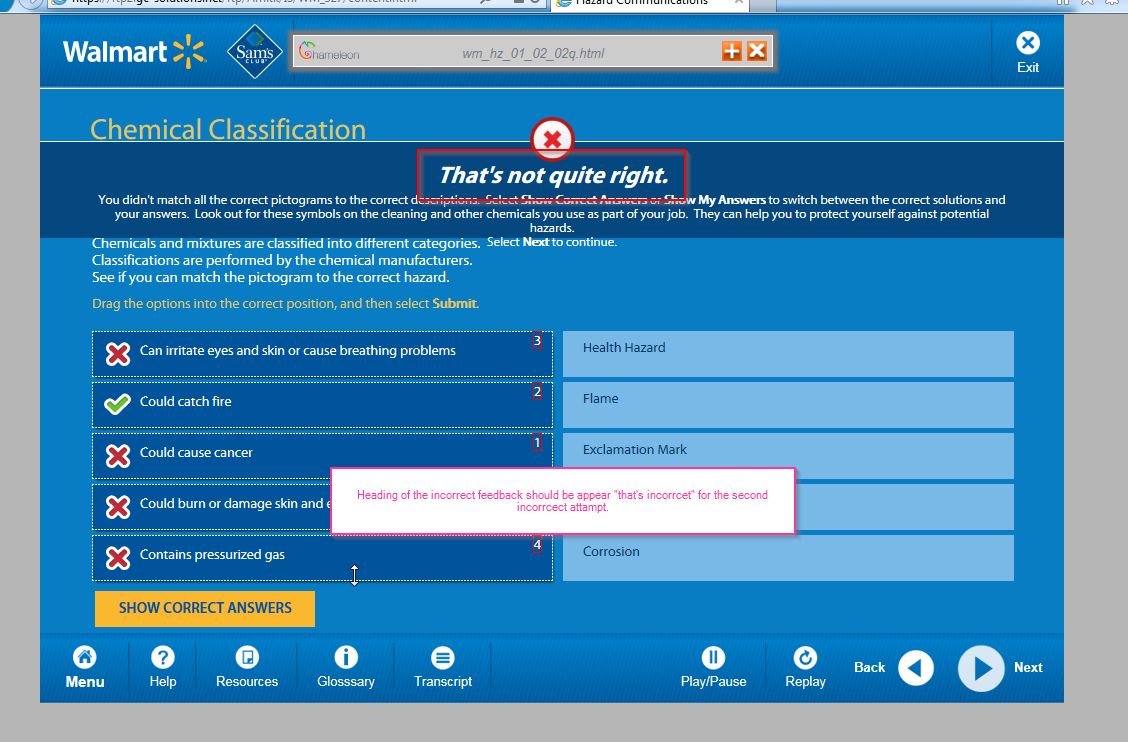 Hazard Communications
Walmart
Sam's
CLUB
hameleon
wm_hz_01_02_02q.html
Exit
Chemical Classification
That's not quite right.
You didn't match all the correct pictograms to the correct descriptions. Select Show Correct Answers or Show My Answers to switch between the correct solutions and
your answers. Look out for these symbols on the cleaning and other chemicals you use as part of your job. They can help you to protect yourself against potential
hazards.
Select Next to continue.
Chemicals and mixtures are classified into different categories.
Classifications are performed by the chemical manufacturers.
See if you can match the pictogram to the correct hazard.
Drag the options into the correct position, and then select Submit.
Can irritate eyes and skin or cause breathing problems
3
Health Hazard
Could catch fire
2
Flame
Could cause cancer
1
Exclamation Mark
Could burn or damage skin and e
Heading of the incorrect feedback should be appear "that's incorrcet" for the second
incorrcect attampt.
Contains pressurized gas
4
Corrosion
SHOW CORRECT ANSWERS
Menu
Help
Resources
Glosssary
Transcript
Play/Pause
Replay
Back
Next